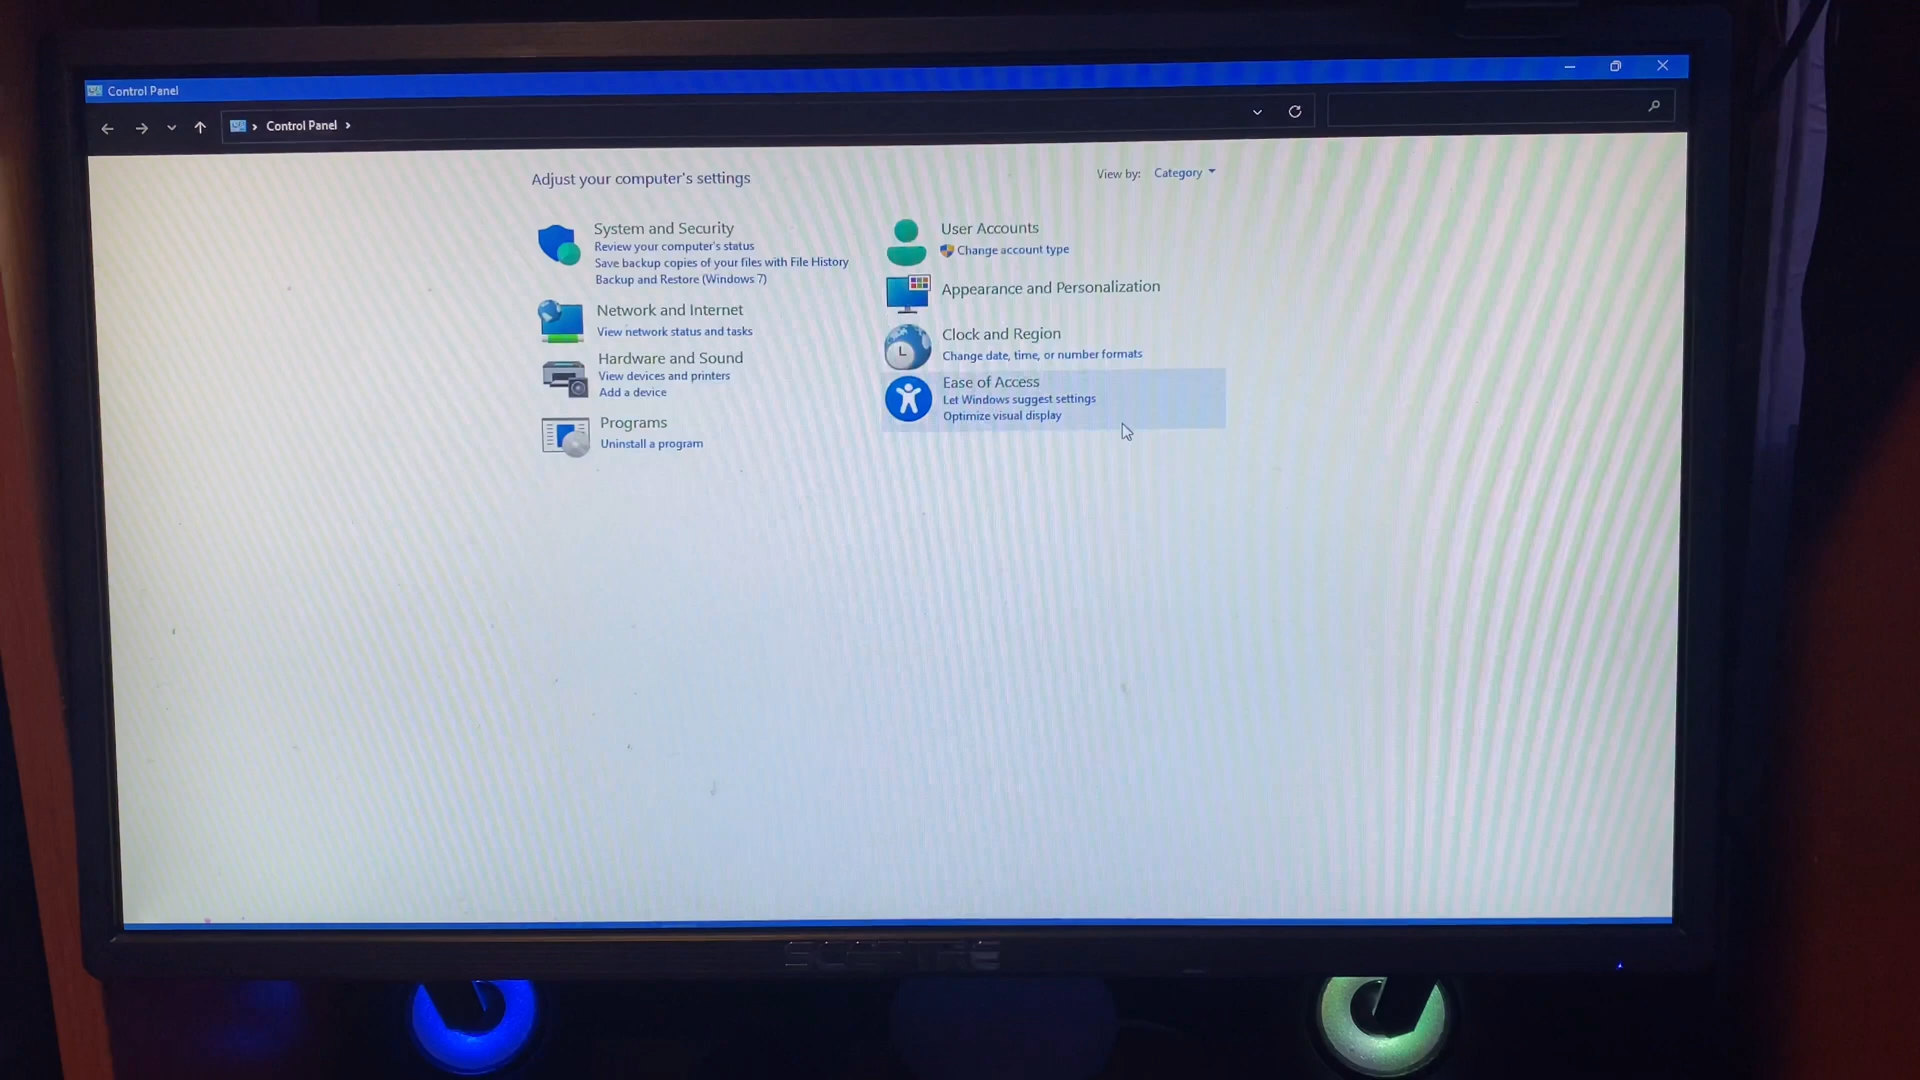 Control Panel
Control Panel
Adjust your computer's settings
View by: Category
System and Security
Review your computer's status
Save backup copies of your files with File History
Backup and Restore (Windows 7)
Network and Internet
View network status and tasks
Hardware and Sound
View devices and printers
Add a device
Programs
Uninstall a program
User Accounts
Change account type
Appearance and Personalization
Clock and Region
Change date, time, or number formats
Ease of Access
Let Windows suggest settings
Optimize visual display
SCEPTRE